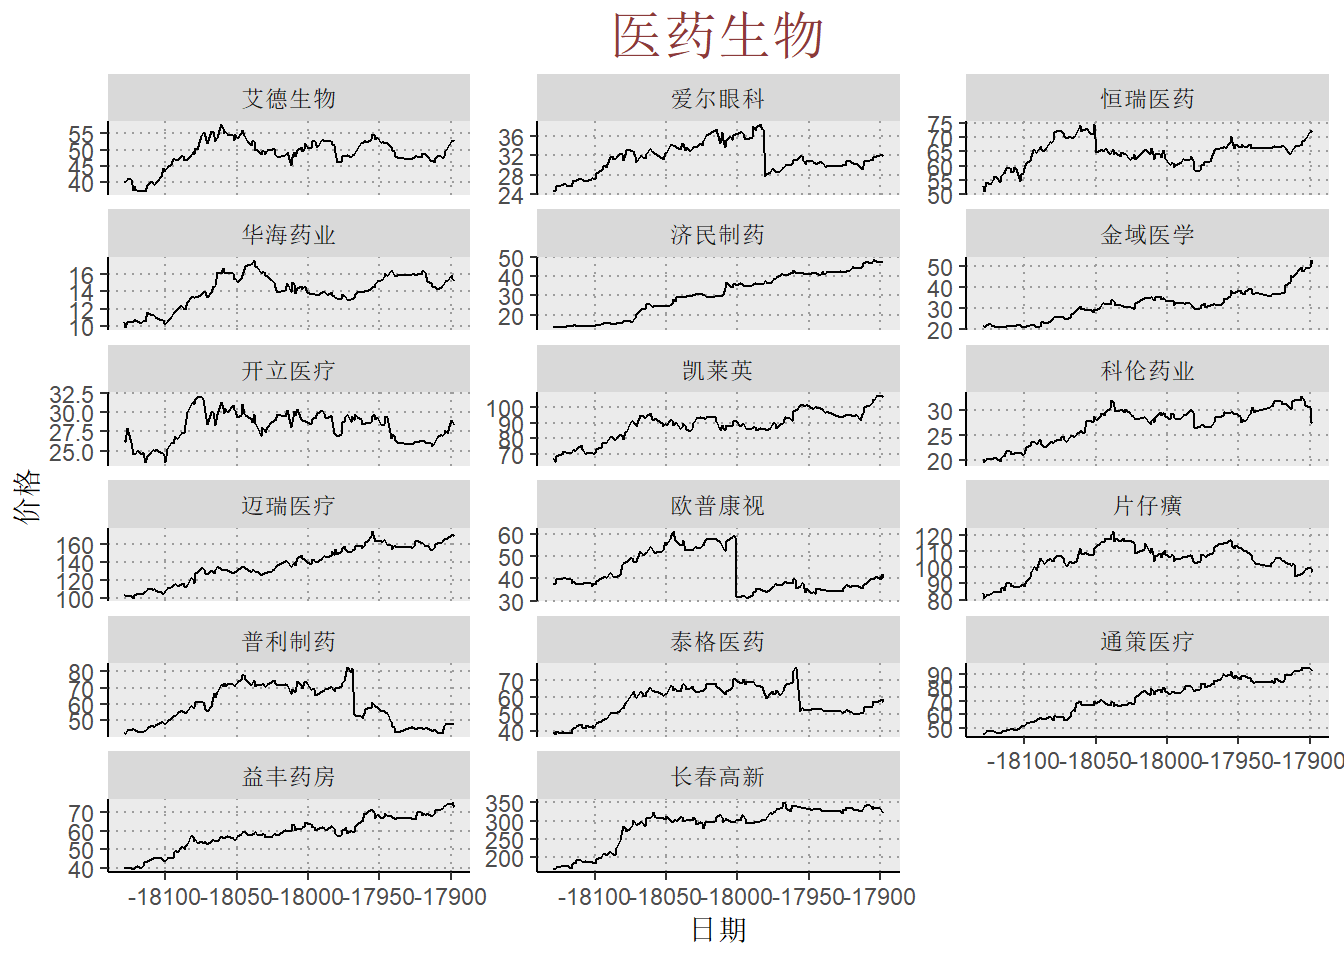 医药生物
艾德生物 爱尔眼科 恒瑞医药
55 50 45 40
36 32 28 24
75 70 65 60 55 50
华海药业 济民制药 金域医学
16 14 12 10
50 40 30 20
50 40 30 20
开立医疗 凯莱英 科伦药业
32.5 30.0 27.5 25.0
100 90 80 70
30 25 20
价格
迈瑞医疗 欧普康视 片仔癀
160 140 120 100
60 50 40 30
120 110 100 90 80
普利制药 泰格医药 通策医疗
80 70 60 50
70 60 50 40
90 80 70 60 50
-18100 -18050 -18000 -17950 -17900
益丰药房 长春高新
70 60 50 40
350 300 250 200
-18100 -18050 -18000 -17950 -17900 -18100 -18050 -18000 -17950 -17900
日期